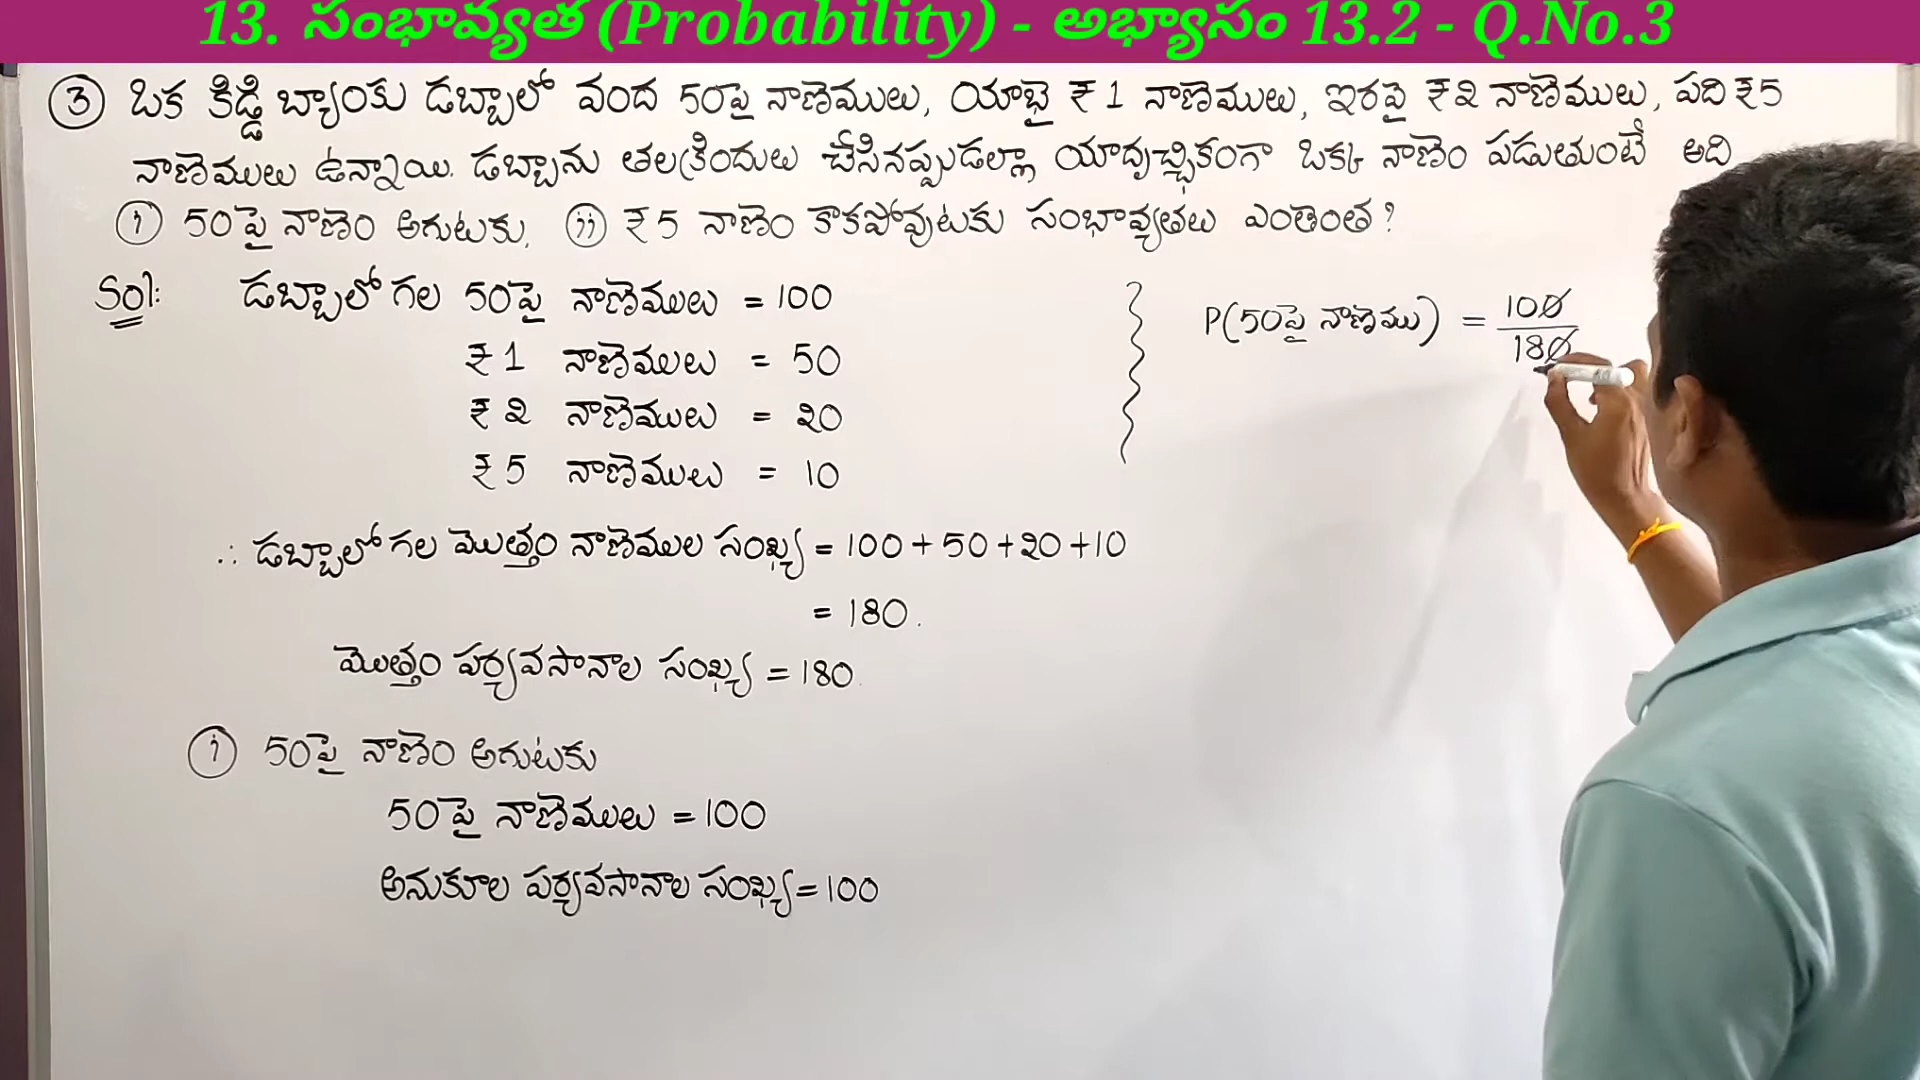 13. సంభావ్యత (Probability) - అభ్యాసం 13.2 - Q.No.3
③ ఒక కిడ్డి బ్యాంకు డబ్బాలో వంద 50పై నాణెములు, యాభై ₹1 నాణెములు, ఇరపై ₹2 నాణెములు, పది ₹5
నాణెములు ఉన్నాయి. డబ్బాను తలక్రిందులు చేసినప్పుడల్లా యాదృచ్ఛికంగా ఒక్క నాణెం పడుతుంటే అది
(i) 50పై నాణెం అగుటకు, (ii) ₹5 నాణెం కాకపోవుటకు సంభావ్యతలు ఎంతెంత?
Sol: డబ్బాలో గల 50పై నాణెములు = 100
₹1 నాణెములు = 50
₹2 నాణెములు = 20
₹5 నాణెములు = 10
∴ డబ్బాలో గల మొత్తం నాణెముల సంఖ్య = 100 + 50 + 20 + 10
= 180.
మొత్తం పర్యవసానాల సంఖ్య = 180
(i) 50పై నాణెం అగుటకు
50పై నాణెములు = 100
అనుకూల పర్యవసానాల సంఖ్య = 100
P(50పై నాణెము) = 100/180